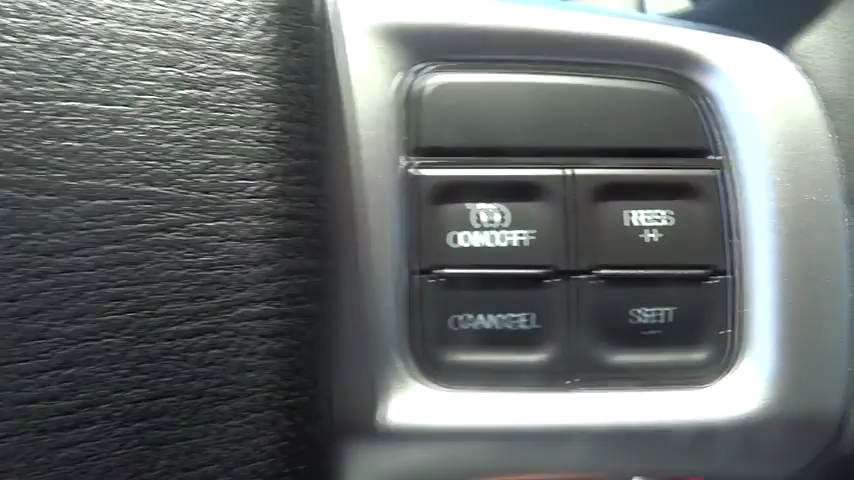 ON/OFF
RES
+
CANCEL
SET
-